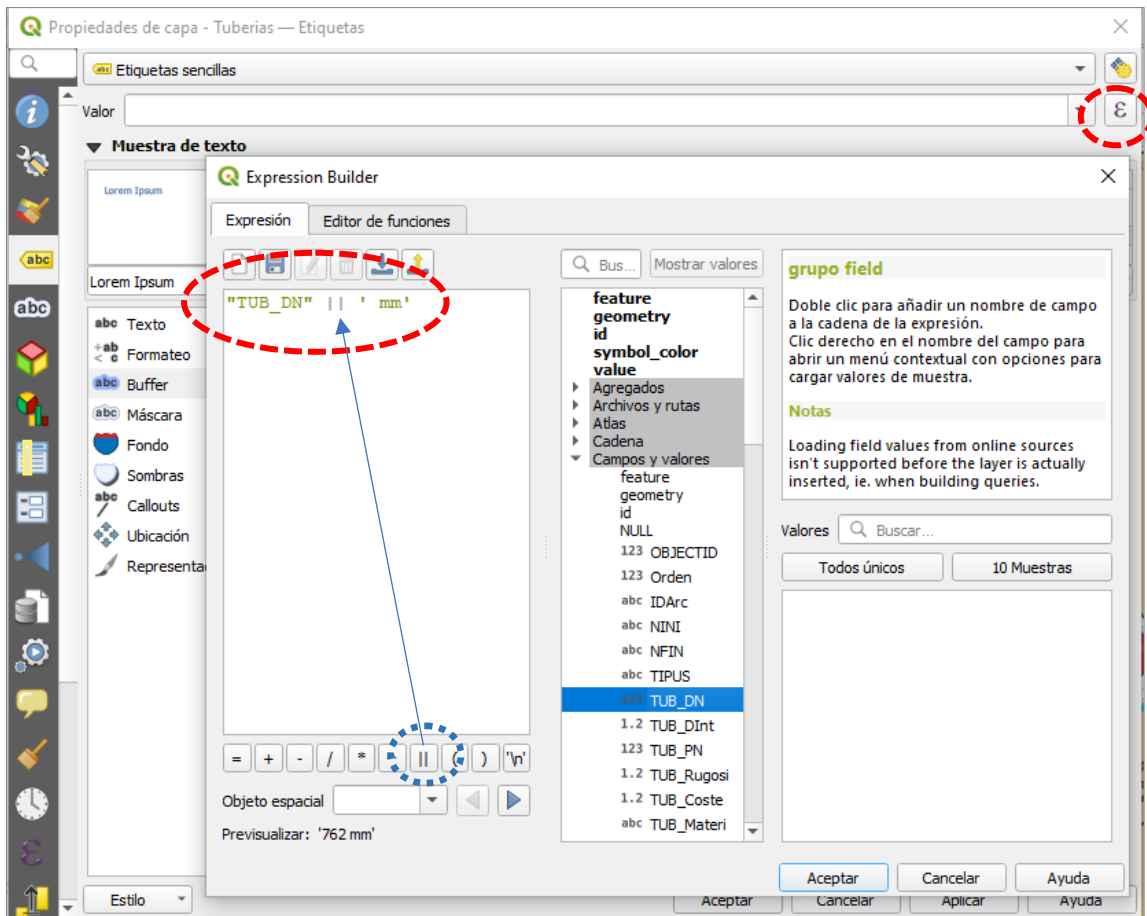 Propiedades de capa - Tuberias — Etiquetas
abc Etiquetas sencillas
Valor
ε
Muestra de texto
Lorem Ipsum
Lorem Ipsum
abc Texto
+ab < c Formateo
abc Buffer
abc Máscara
Fondo
Sombras
abc Callouts
Ubicación
Representa
Estilo
Aceptar
Cancelar
Aplicar
Ayuda
Expression Builder
Expresión
Editor de funciones
"TUB_DN" || ' mm'
= + - / * || ( ) '\n'
Objeto espacial
Previsualizar: '762 mm'
Bus...
Mostrar valores
feature
geometry
id
symbol_color
value
Agregados
Archivos y rutas
Atlas
Cadena
Campos y valores
feature
geometry
id
NULL
123 OBJECTID
123 Orden
abc IDArc
abc NINI
abc NFIN
abc TIPUS
123 TUB_DN
1.2 TUB_DInt
123 TUB_PN
1.2 TUB_Rugosi
1.2 TUB_Coste
abc TUB_Materi
grupo field
Doble clic para añadir un nombre de campo
a la cadena de la expresión.
Clic derecho en el nombre del campo para
abrir un menú contextual con opciones para
cargar valores de muestra.
Notas
Loading field values from online sources
isn't supported before the layer is actually
inserted, ie. when building queries.
Valores
Buscar...
Todos únicos
10 Muestras
Aceptar
Cancelar
Ayuda